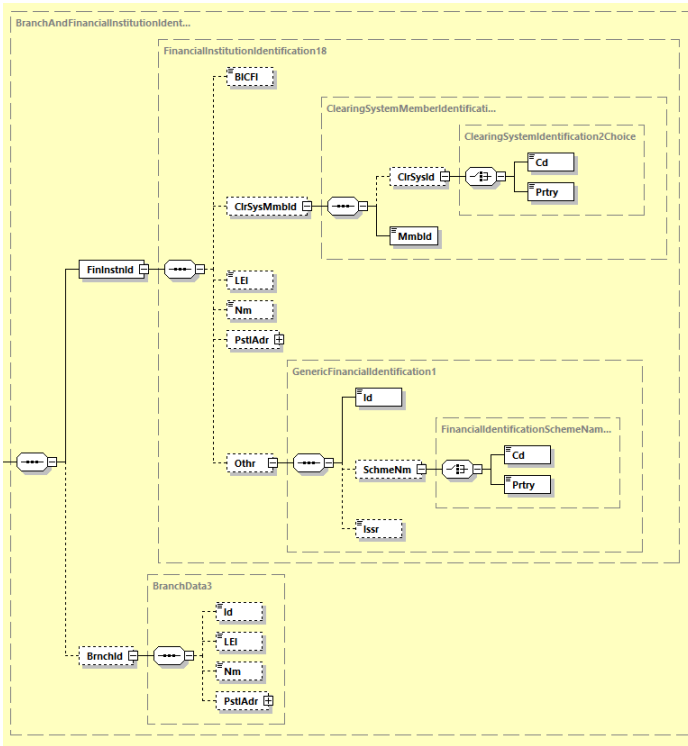 BranchAndFinancialInstitutionIdent...
FinancialInstitutionIdentification18
BICFI
ClearingSystemMemberIdentificati...
ClearingSystemIdentification2Choice
ClrSysMmbId
ClrSysId
Cd
Prtry
MmbId
FinInstnId
LEI
Nm
PstlAdr
GenericFinancialIdentification1
Id
FinancialIdentificationSchemeNam...
Othr
SchmeNm
Cd
Prtry
Issr
BranchData3
BrnchId
Id
LEI
Nm
PstlAdr